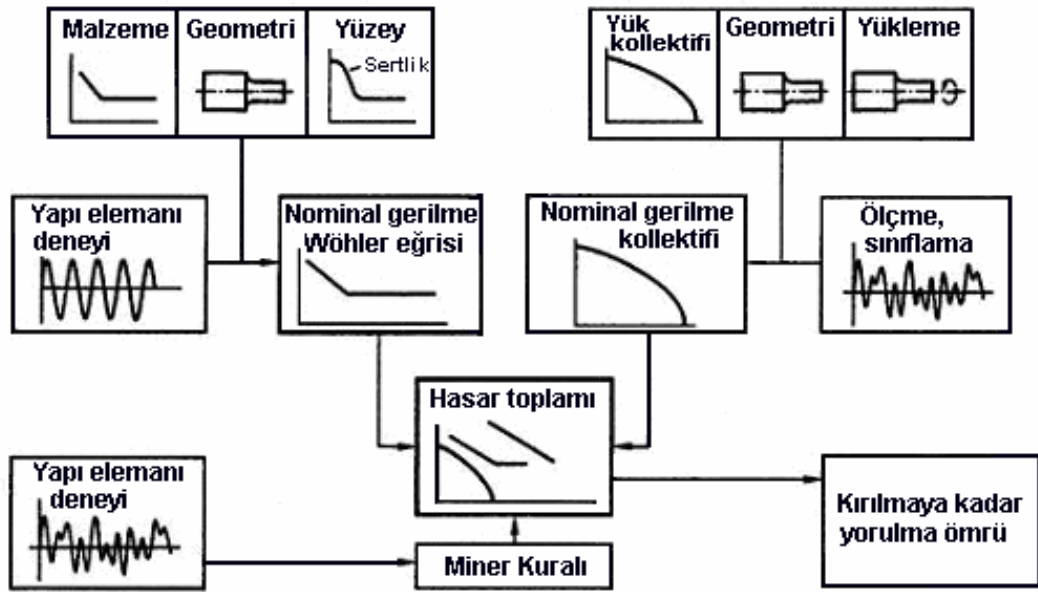 Malzeme
Geometri
Yüzey
Sertlik
Yük
kollektifi
Geometri
Yükleme
Yapı elemanı
deneyi
Nominal gerilme
Wöhler eğrisi
Nominal gerilme
kollektifi
Ölçme,
sınıflama
Hasar toplamı
Yapı elemanı
deneyi
Miner Kuralı
Kırılmaya kadar
yorulma ömrü